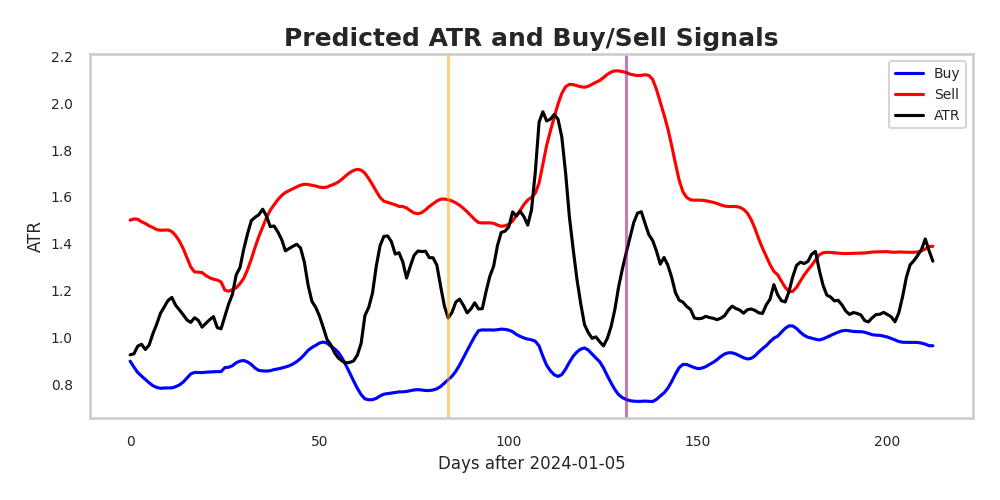 Predicted ATR and Buy/Sell Signals
2.2
2.0
1.8
1.6
1.4
1.2
1.0
0.8
ATR
Buy
Sell
ATR
0 50 100 150 200
Days after 2024-01-05